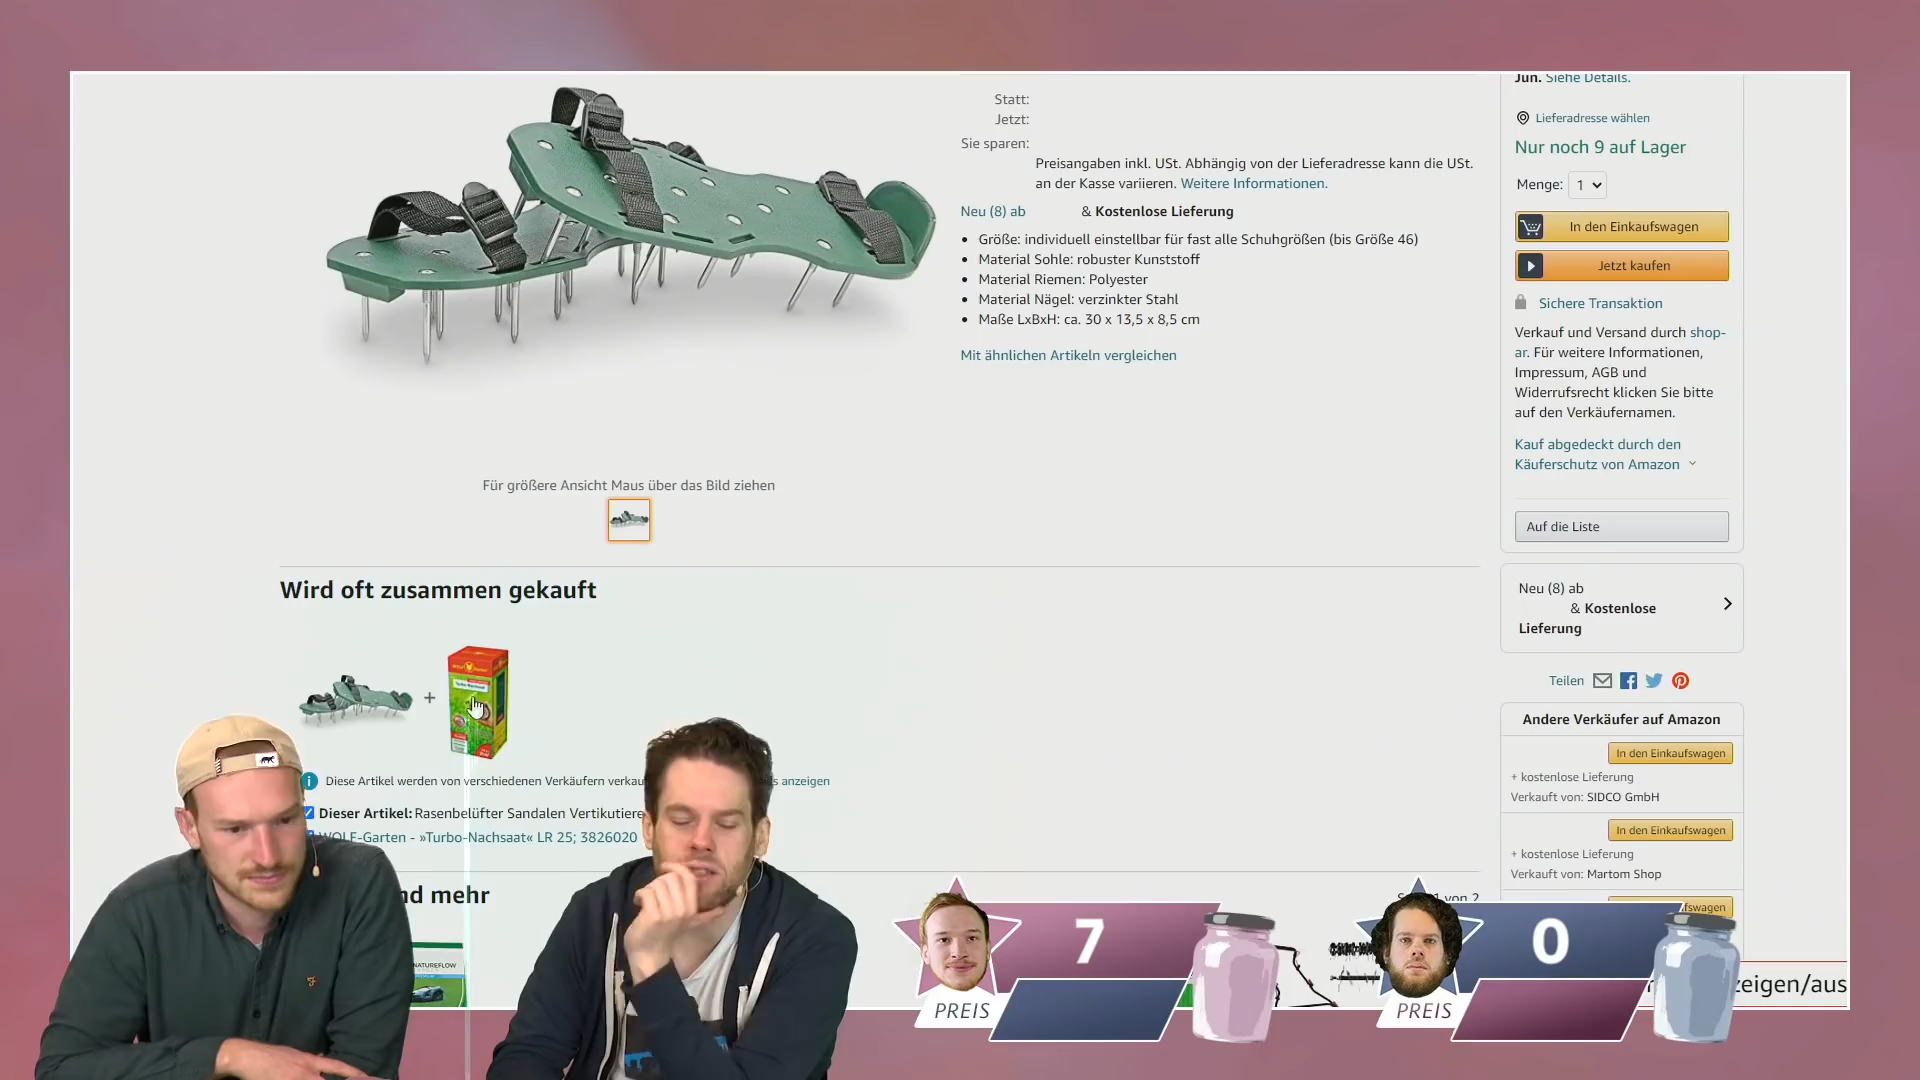 Jun. Siehe Details.
Statt:
Jetzt:
Sie sparen:
Preisangaben inkl. USt. Abhängig von der Lieferadresse kann die USt.
an der Kasse variieren. Weitere Informationen.
Neu (8) ab & Kostenlose Lieferung
Größe: individuell einstellbar für fast alle Schuhgrößen (bis Größe 46)
Material Sohle: robuster Kunststoff
Material Riemen: Polyester
Material Nägel: verzinkter Stahl
Maße LxBxH: ca. 30 x 13,5 x 8,5 cm
Mit ähnlichen Artikeln vergleichen
Lieferadresse wählen
Nur noch 9 auf Lager
Menge: 1
In den Einkaufswagen
Jetzt kaufen
Sichere Transaktion
Verkauf und Versand durch shop-
ar. Für weitere Informationen,
Impressum, AGB und
Widerrufsrecht klicken Sie bitte
auf den Verkäufernamen.
Kauf abgedeckt durch den
Käuferschutz von Amazon
Auf die Liste
Für größere Ansicht Maus über das Bild ziehen
Wird oft zusammen gekauft
+
Diese Artikel werden von verschiedenen Verkäufern verkau
anzeigen
Dieser Artikel: Rasenbelüfter Sandalen Vertikutiere
WOLF-Garten - »Turbo-Nachsaat« LR 25; 3826020
nd mehr
1 von 2
NATUREFLOW
Neu (8) ab
& Kostenlose
Lieferung
Teilen
Andere Verkäufer auf Amazon
In den Einkaufswagen
+ kostenlose Lieferung
Verkauft von: SIDCO GmbH
In den Einkaufswagen
+ kostenlose Lieferung
Verkauft von: Martom Shop
fswagen
7
PREIS
0
PREIS
zeigen/aus